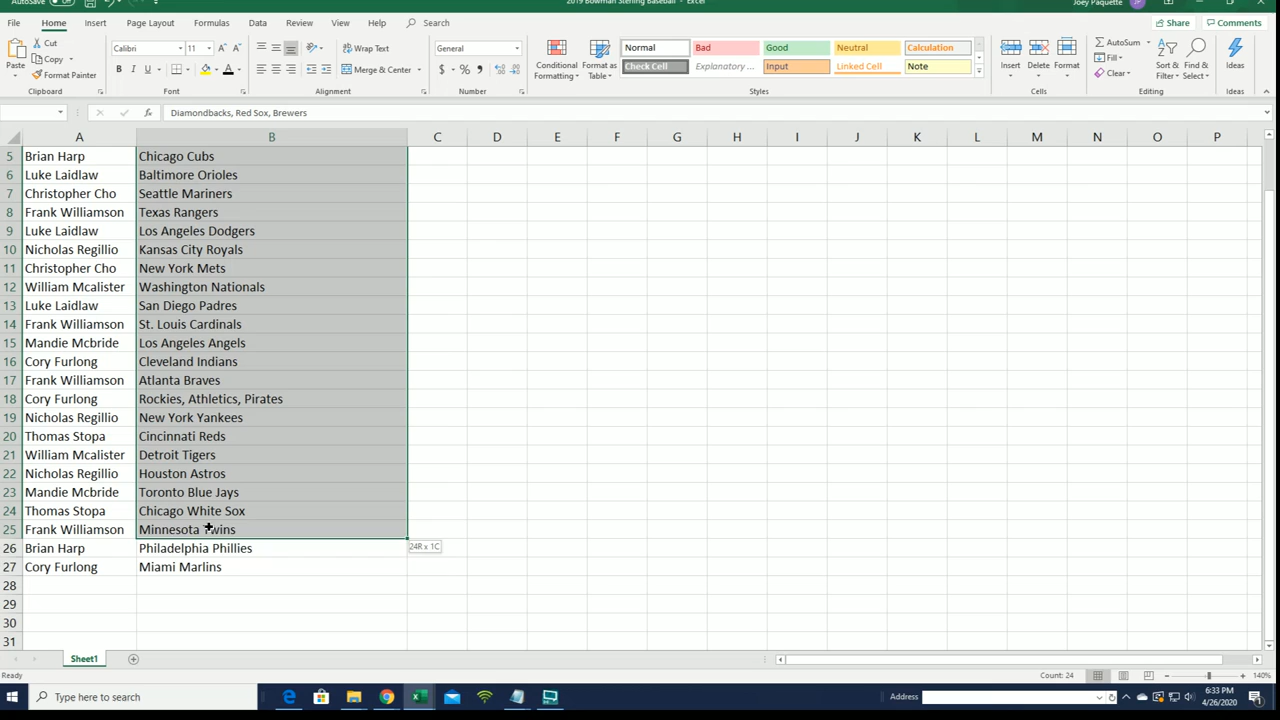 AutoSave Off 2019 Bowman Sterling Baseball - Excel Joey Paquette JP
File Home Insert Page Layout Formulas Data Review View Help Search Share Comments
Paste Cut Copy Format Painter Clipboard
Calibri 11 A A B I U A Font
Wrap Text Merge & Center Alignment
General $ % , Number
Conditional Formatting Format as Table
Normal Bad Good Neutral Calculation
Check Cell Explanatory ... Input Linked Cell Note
Styles
Insert Delete Format Cells
AutoSum Fill Clear Sort & Filter Find & Select Editing
Ideas Ideas
fx Diamondbacks, Red Sox, Brewers
A B C D E F G H I J K L M N O P
5 Brian Harp Chicago Cubs
6 Luke Laidlaw Baltimore Orioles
7 Christopher Cho Seattle Mariners
8 Frank Williamson Texas Rangers
9 Luke Laidlaw Los Angeles Dodgers
10 Nicholas Regillio Kansas City Royals
11 Christopher Cho New York Mets
12 William Mcalister Washington Nationals
13 Luke Laidlaw San Diego Padres
14 Frank Williamson St. Louis Cardinals
15 Mandie Mcbride Los Angeles Angels
16 Cory Furlong Cleveland Indians
17 Frank Williamson Atlanta Braves
18 Cory Furlong Rockies, Athletics, Pirates
19 Nicholas Regillio New York Yankees
20 Thomas Stopa Cincinnati Reds
21 William Mcalister Detroit Tigers
22 Nicholas Regillio Houston Astros
23 Mandie Mcbride Toronto Blue Jays
24 Thomas Stopa Chicago White Sox
25 Frank Williamson Minnesota Twins
26 Brian Harp Philadelphia Phillies 24R x 1C
27 Cory Furlong Miami Marlins
28
29
30
31
Sheet1
Ready Count: 24 140%
Type here to search Address 6:33 PM
4/26/2020